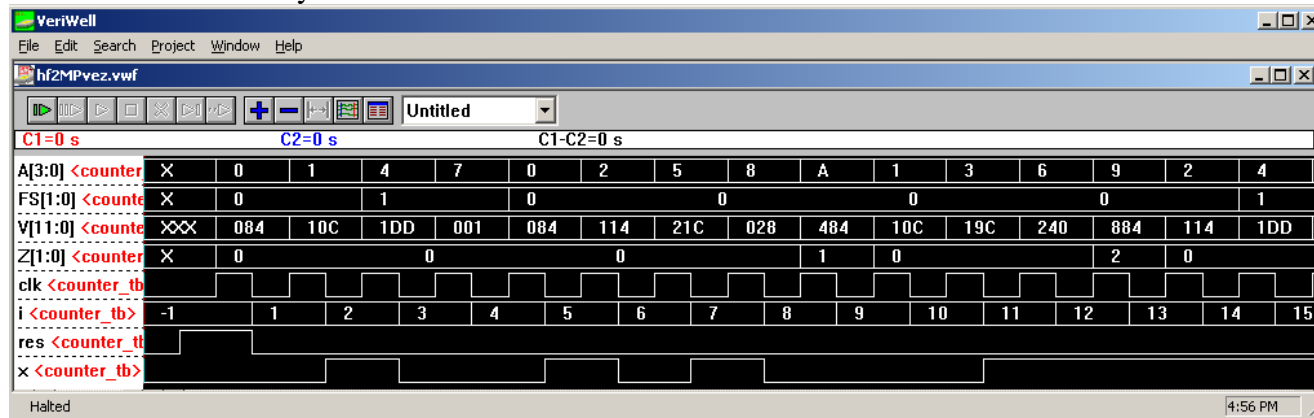 VeriWell
File Edit Search Project Window Help
hf2MPvez.vwf
Untitled
C1=0 s C2=0 s C1-C2=0 s
A[3:0] <counter X 0 1 4 7 0 2 5 8 A 1 3 6 9 2 4
FS[1:0] <counte X 0 1 0 0 0 0 1
V[11:0] <counte XXX 084 10C 1DD 001 084 114 21C 028 484 10C 19C 240 884 114 1DD
Z[1:0] <counter X 0 0 0 1 0 2 0
clk <counter_tb
i <counter_tb> -1 1 2 3 4 5 6 7 8 9 10 11 12 13 14 15
res <counter_tl
x <counter_tb>
Halted 4:56 PM